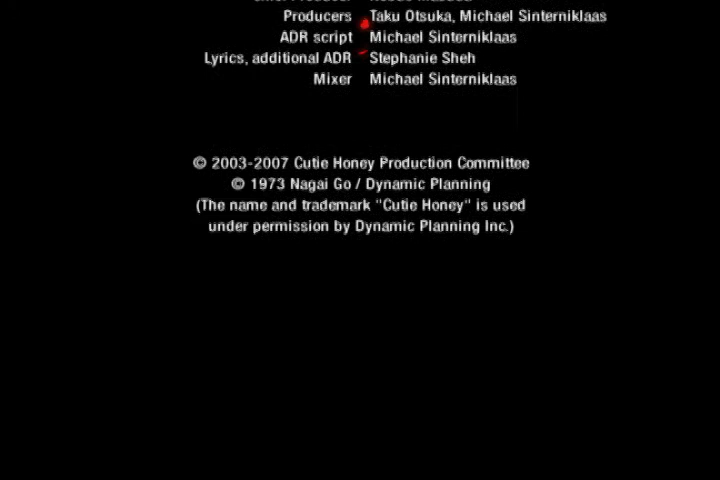 Producers Taku Otsuka, Michael Sinterniklaas
ADR script Michael Sinterniklaas
Lyrics, additional ADR Stephanie Sheh
Mixer Michael Sinterniklaas
© 2003-2007 Cutie Honey Production Committee
© 1973 Nagai Go / Dynamic Planning
(The name and trademark "Cutie Honey" is used
under permission by Dynamic Planning Inc.)